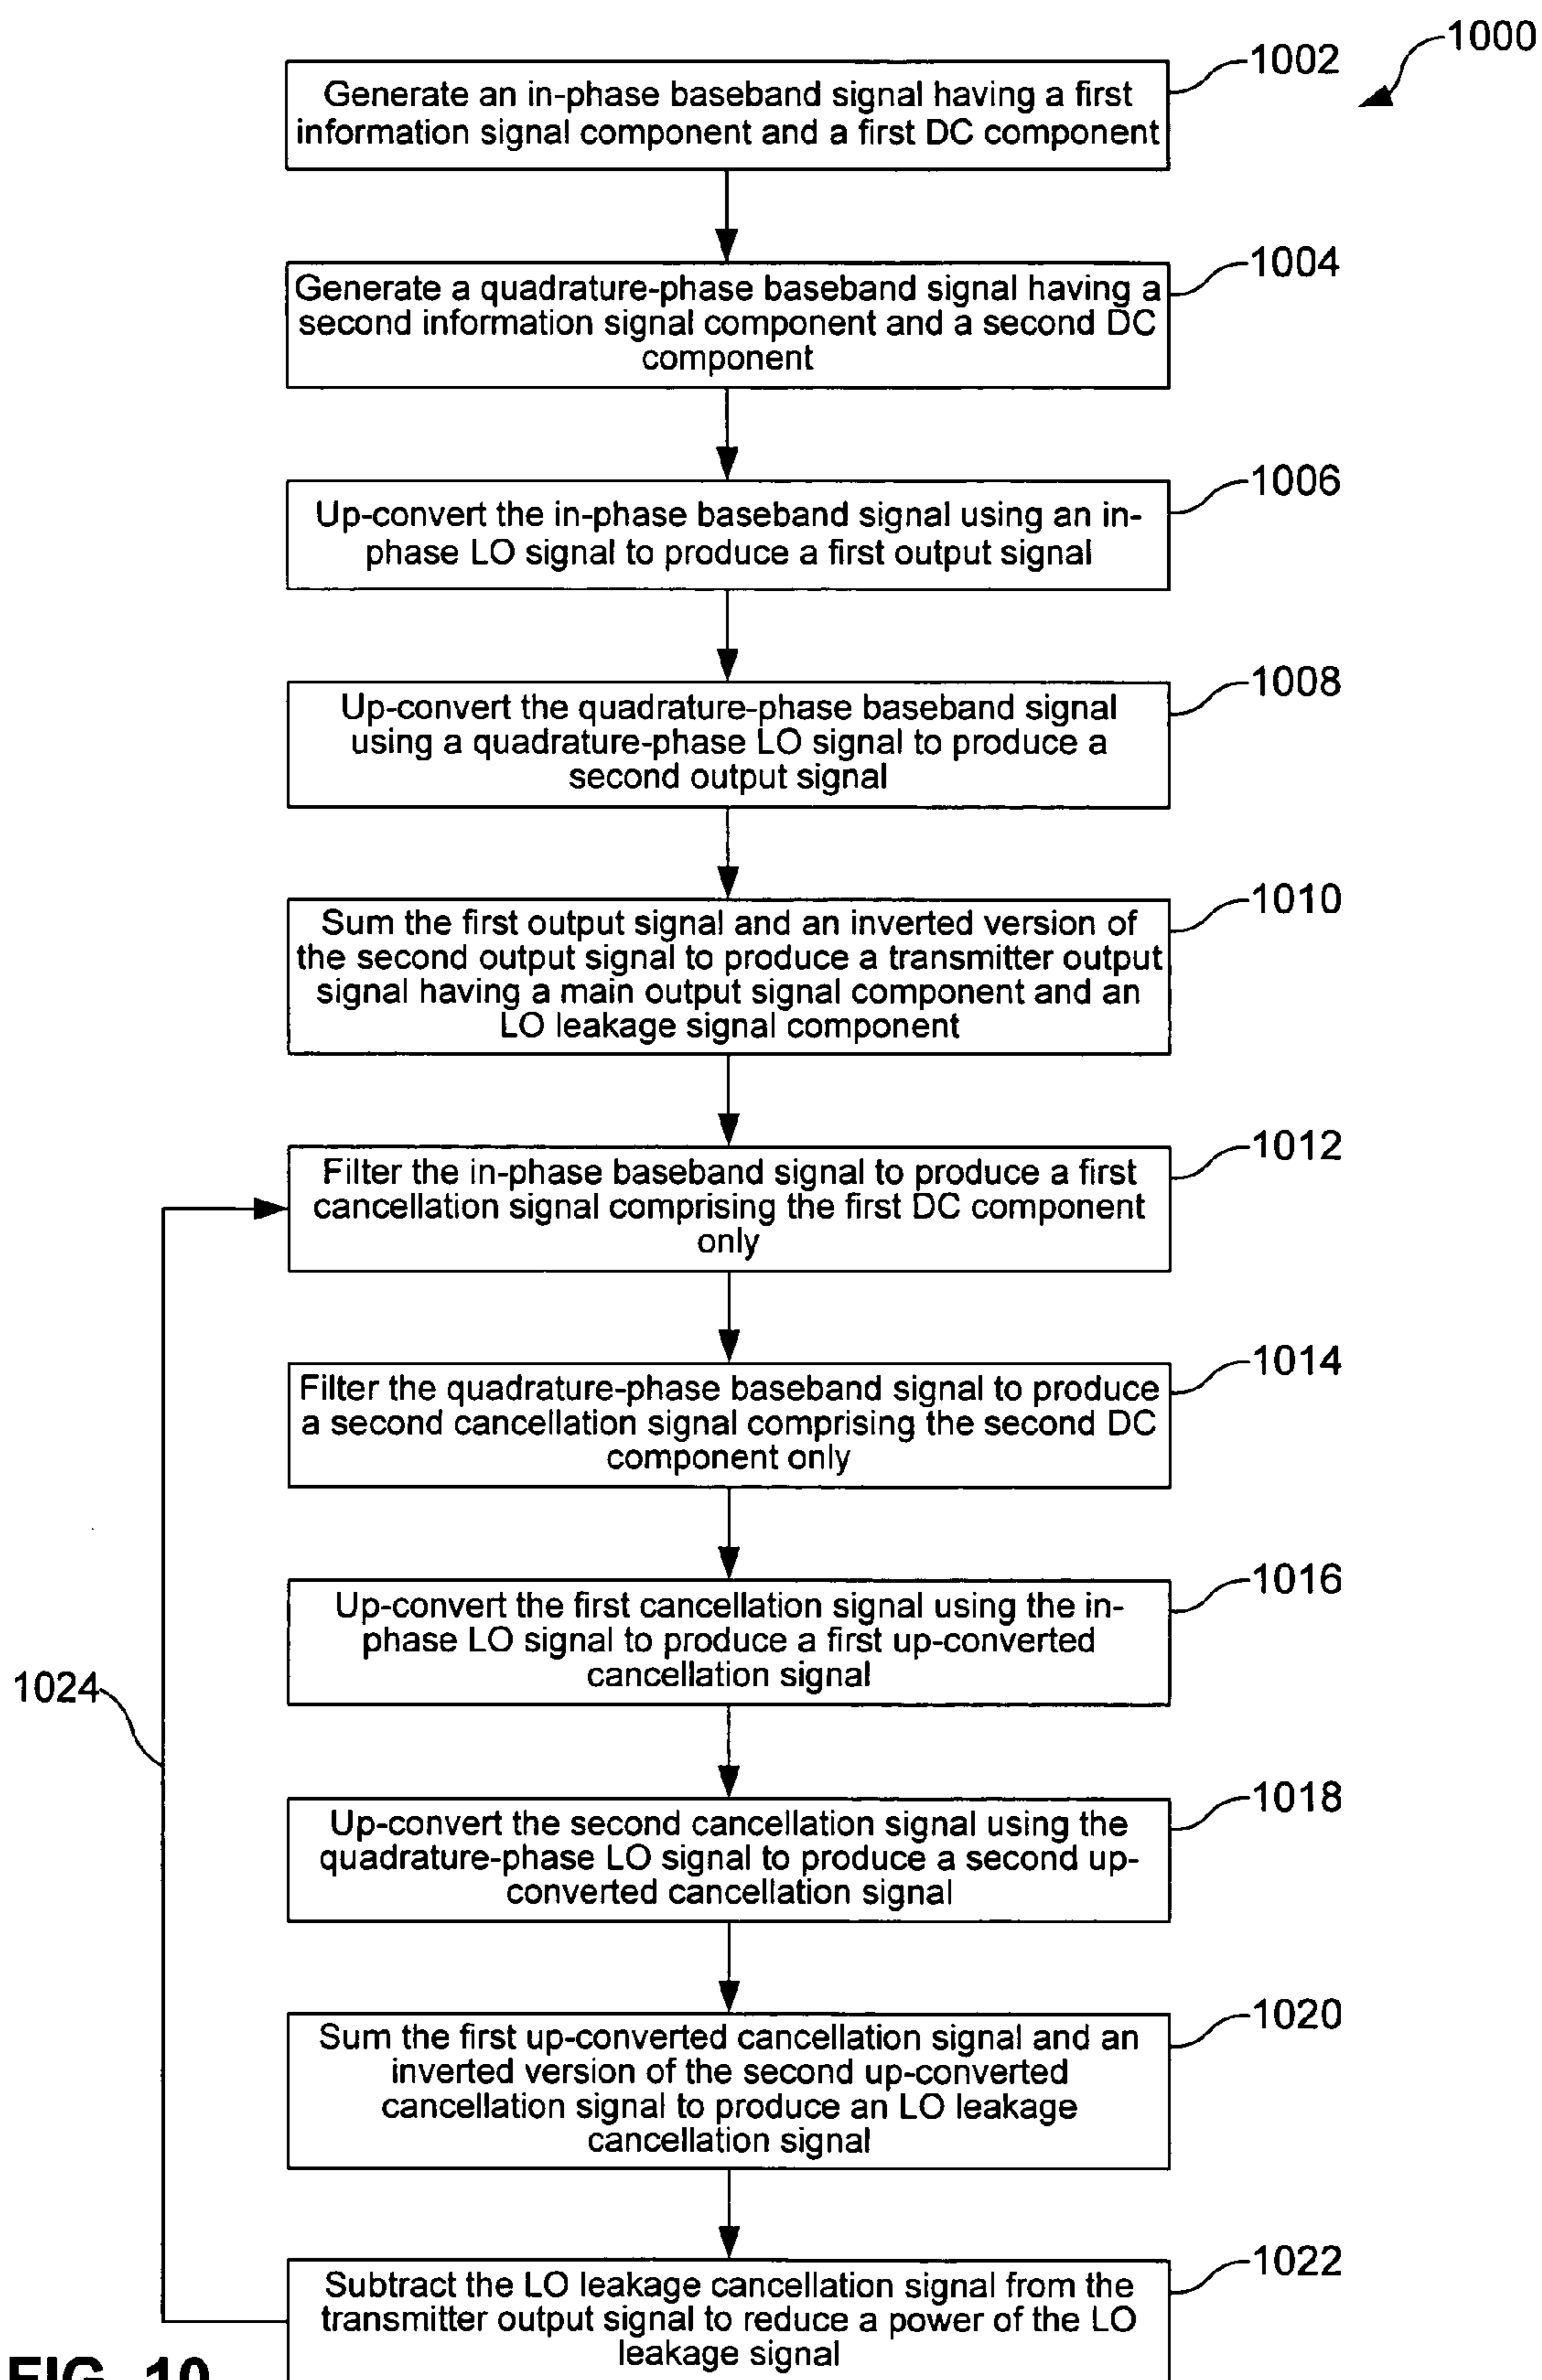 1000
1002
Generate an in-phase baseband signal having a first
information signal component and a first DC component
1004
Generate a quadrature-phase baseband signal having a
second information signal component and a second DC
component
1006
Up-convert the in-phase baseband signal using an in-
phase LO signal to produce a first output signal
1008
Up-convert the quadrature-phase baseband signal
using a quadrature-phase LO signal to produce a
second output signal
1010
Sum the first output signal and an inverted version of
the second output signal to produce a transmitter output
signal having a main output signal component and an
LO leakage signal component
1012
Filter the in-phase baseband signal to produce a first
cancellation signal comprising the first DC component
only
1014
Filter the quadrature-phase baseband signal to produce
a second cancellation signal comprising the second DC
component only
1016
Up-convert the first cancellation signal using the in-
phase LO signal to produce a first up-converted
cancellation signal
1024
1018
Up-convert the second cancellation signal using the
quadrature-phase LO signal to produce a second up-
converted cancellation signal
1020
Sum the first up-converted cancellation signal and an
inverted version of the second up-converted
cancellation signal to produce an LO leakage
cancellation signal
1022
Subtract the LO leakage cancellation signal from the
transmitter output signal to reduce a power of the LO
leakage signal
FIG. 10